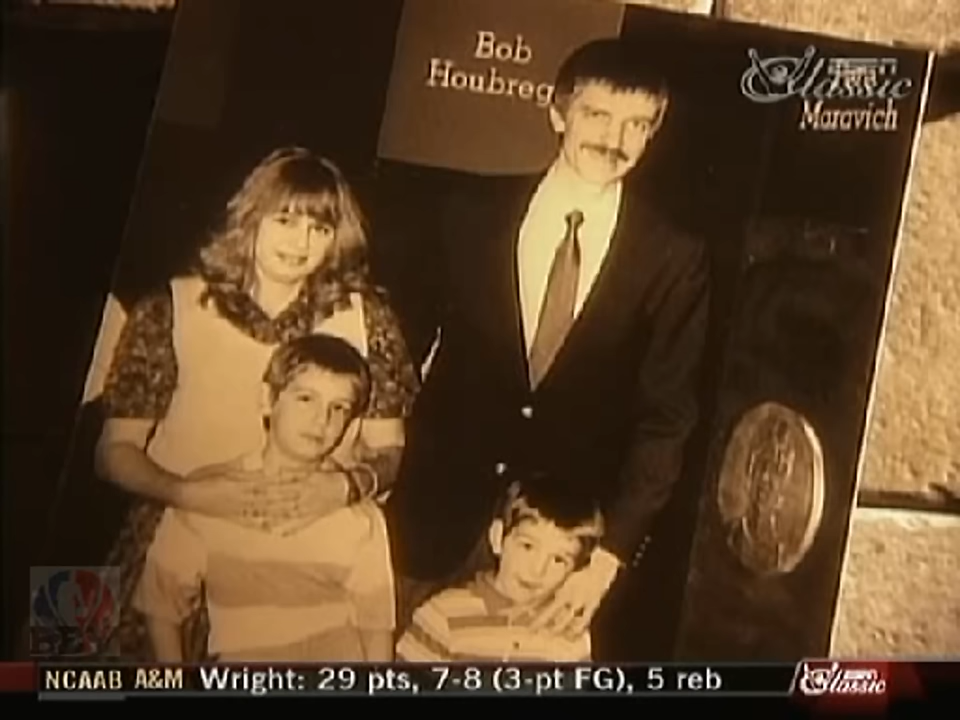 Bob
Houbreg
Classic
Maravich
NCAAB A&M Wright: 29 pts, 7-8 (3-pt FG), 5 reb
Classic